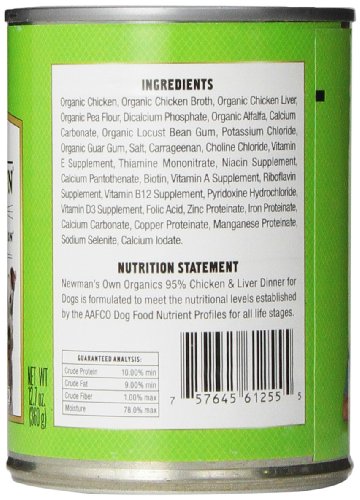 INGREDIENTS
Organic Chicken, Organic Chicken Broth, Organic Chicken Liver,
Organic Pea Flour, Dicalcium Phosphate, Organic Alfalfa, Calcium
Carbonate, Organic Locust Bean Gum, Potassium Chloride,
Organic Guar Gum, Salt, Carrageenan, Choline Chloride, Vitamin
E Supplement, Thiamine Mononitrate, Niacin Supplement,
Calcium Pantothenate, Biotin, Vitamin A Supplement, Riboflavin
Supplement, Vitamin B12 Supplement, Pyridoxine Hydrochloride,
Vitamin D3 Supplement, Folic Acid, Zinc Proteinate, Iron Proteinate,
Calcium Carbonate, Copper Proteinate, Manganese Proteinate,
Sodium Selenite, Calcium Iodate.
NUTRITION STATEMENT
Newman's Own Organics 95% Chicken & Liver Dinner for
Dogs is formulated to meet the nutritional levels established
by the AAFCO Dog Food Nutrient Profiles for all life stages.
GUARANTEED ANALYSIS:
Crude Protein 10.00% min
Crude Fat 9.00% min
Crude Fiber 1.00% max
Moisture 78.0% max
7 57645 61255 5
NET WT.
12.7 oz.
(360g)